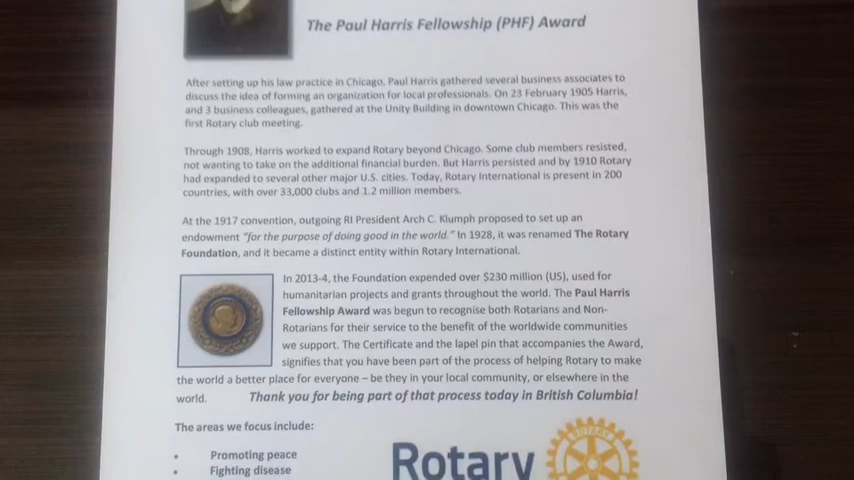 The Paul Harris Fellowship (PHF) Award
After setting up his law practice in Chicago, Paul Harris gathered several business associates to
discuss the idea of forming an organization for local professionals. On 23 February 1905 Harris,
and 3 business colleagues, gathered at the Unity Building in downtown Chicago. This was the
first Rotary club meeting.
Through 1908, Harris worked to expand Rotary beyond Chicago. Some club members resisted,
not wanting to take on the additional financial burden. But Harris persisted and by 1910 Rotary
had expanded to several other major U.S. cities. Today, Rotary International is present in 200
countries, with over 33,000 clubs and 1.2 million members.
At the 1917 convention, outgoing RI President Arch C. Klumph proposed to set up an
endowment "for the purpose of doing good in the world." In 1928, it was renamed The Rotary
Foundation, and it became a distinct entity within Rotary International.
In 2013-4, the Foundation expended over $230 million (US), used for
humanitarian projects and grants throughout the world. The Paul Harris
Fellowship Award was begun to recognise both Rotarians and Non-
Rotarians for their service to the benefit of the worldwide communities
we support. The Certificate and the lapel pin that accompanies the Award,
signifies that you have been part of the process of helping Rotary to make
the world a better place for everyone – be they in your local community, or elsewhere in the
world. Thank you for being part of that process today in British Columbia!
The areas we focus include:
• Promoting peace
• Fighting disease
Rotary
ROTARY